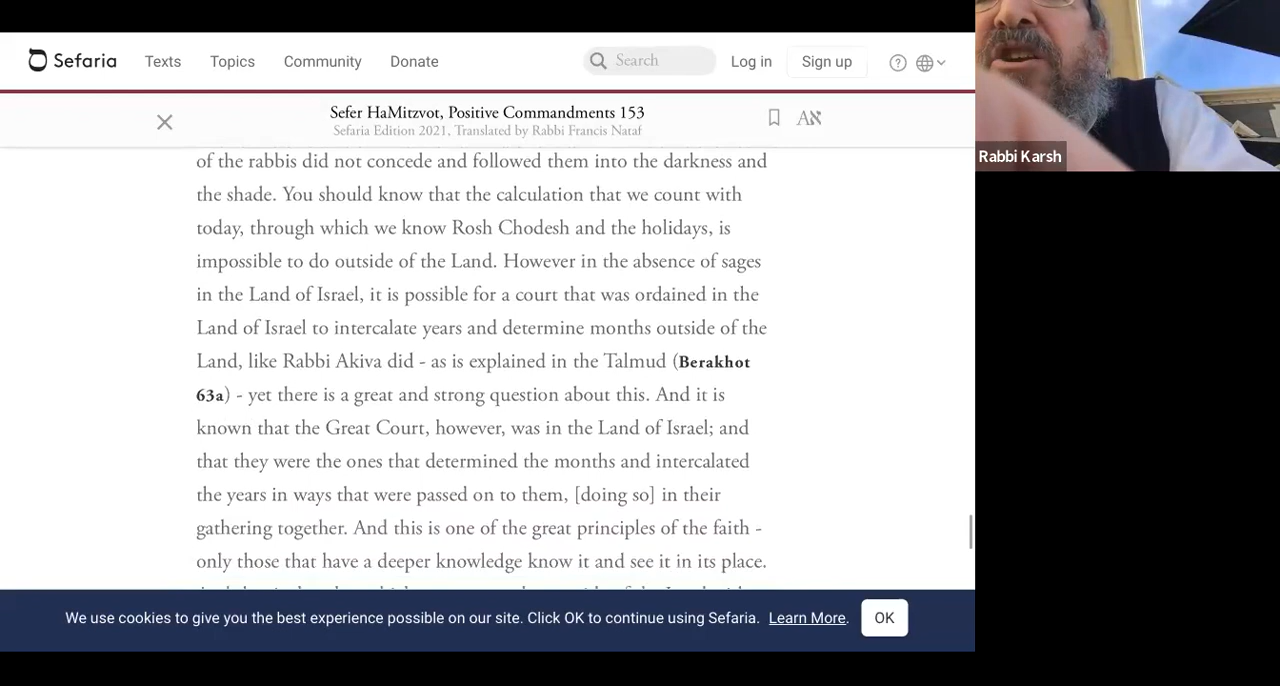 Sefaria Texts Topics Community Donate Search Log in Sign up
Sefer HaMitzvot, Positive Commandments 153
Sefaria Edition 2021, Translated by Rabbi Francis Nataf
of the rabbis did not concede and followed them into the darkness and
the shade. You should know that the calculation that we count with
today, through which we know Rosh Chodesh and the holidays, is
impossible to do outside of the Land. However in the absence of sages
in the Land of Israel, it is possible for a court that was ordained in the
Land of Israel to intercalate years and determine months outside of the
Land, like Rabbi Akiva did - as is explained in the Talmud (Berakhot
63a) - yet there is a great and strong question about this. And it is
known that the Great Court, however, was in the Land of Israel; and
that they were the ones that determined the months and intercalated
the years in ways that were passed on to them, [doing so] in their
gathering together. And this is one of the great principles of the faith -
only those that have a deeper knowledge know it and see it in its place.
We use cookies to give you the best experience possible on our site. Click OK to continue using Sefaria. Learn More. OK
Rabbi Karsh